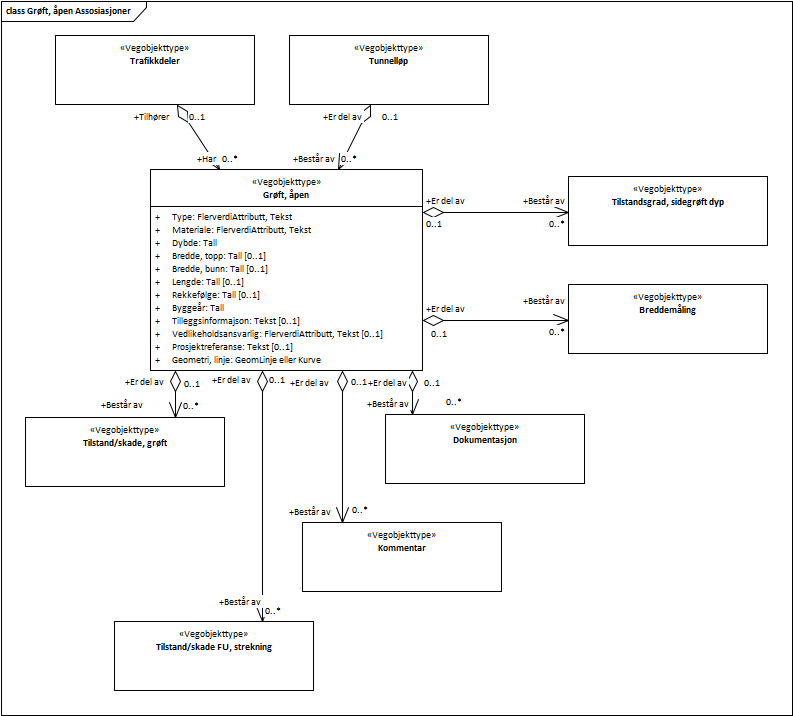 class Grøft, åpen Assosiasjoner
«Vegobjekttype»
Trafikkdeler
«Vegobjekttype»
Tunnelløp
+Tilhører
0..1
+Er del av
0..1
+Har
0..*
+Består av
0..*
«Vegobjekttype»
Grøft, åpen
+ Type: FlerverdiAttributt, Tekst
+ Materiale: FlerverdiAttributt, Tekst
+ Dybde: Tall
+ Bredde, topp: Tall [0..1]
+ Bredde, bunn: Tall [0..1]
+ Lengde: Tall [0..1]
+ Rekkefølge: Tall [0..1]
+ Byggeår: Tall
+ Tilleggsinformajson: Tekst [0..1]
+ Vedlikeholdsansvarlig: FlerverdiAttributt, Tekst [0..1]
+ Prosjektreferanse: Tekst [0..1]
+ Geometri, linje: GeomLinje eller Kurve
+Er del av
0..1
+Består av
0..*
«Vegobjekttype»
Tilstandsgrad, sidegrøft dyp
+Er del av
0..1
+Består av
0..*
«Vegobjekttype»
Breddemåling
+Er del av
0..1
+Er del av
0..1
+Er del av
0..1
+Er del av
0..1
+Består av
0..*
+Består av
0..*
«Vegobjekttype»
Tilstand/skade, grøft
«Vegobjekttype»
Dokumentasjon
+Består av
0..*
«Vegobjekttype»
Kommentar
+Består av
0..*
«Vegobjekttype»
Tilstand/skade FU, strekning